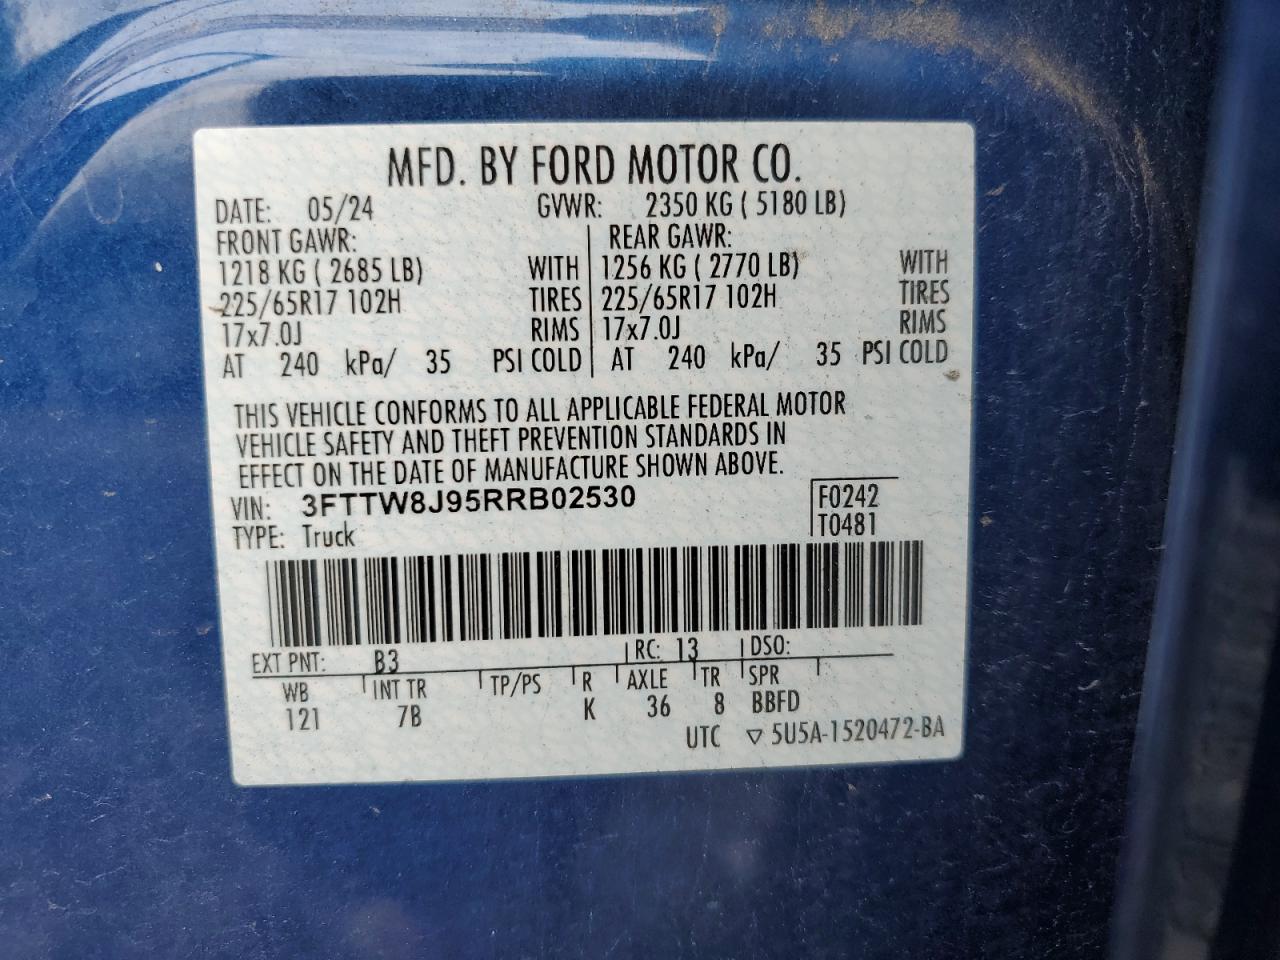 MFD. BY FORD MOTOR CO.
DATE: 05/24 GVWR: 2350 KG ( 5180 LB)
FRONT GAWR: REAR GAWR:
1218 KG ( 2685 LB) WITH 1256 KG ( 2770 LB) WITH
225/65R17 102H TIRES 225/65R17 102H TIRES
17x7.0J RIMS 17x7.0J RIMS
AT 240 kPa/ 35 PSI COLD AT 240 kPa/ 35 PSI COLD
THIS VEHICLE CONFORMS TO ALL APPLICABLE FEDERAL MOTOR
VEHICLE SAFETY AND THEFT PREVENTION STANDARDS IN
EFFECT ON THE DATE OF MANUFACTURE SHOWN ABOVE.
VIN: 3FTTW8J95RRB02530 F0242
TYPE: Truck T0481
EXT PNT: B3 RC: 13 DSO:
WB INT TR TP/PS R AXLE TR SPR
121 7B K 36 8 BBFD
UTC ▽ 5U5A-1520472-BA